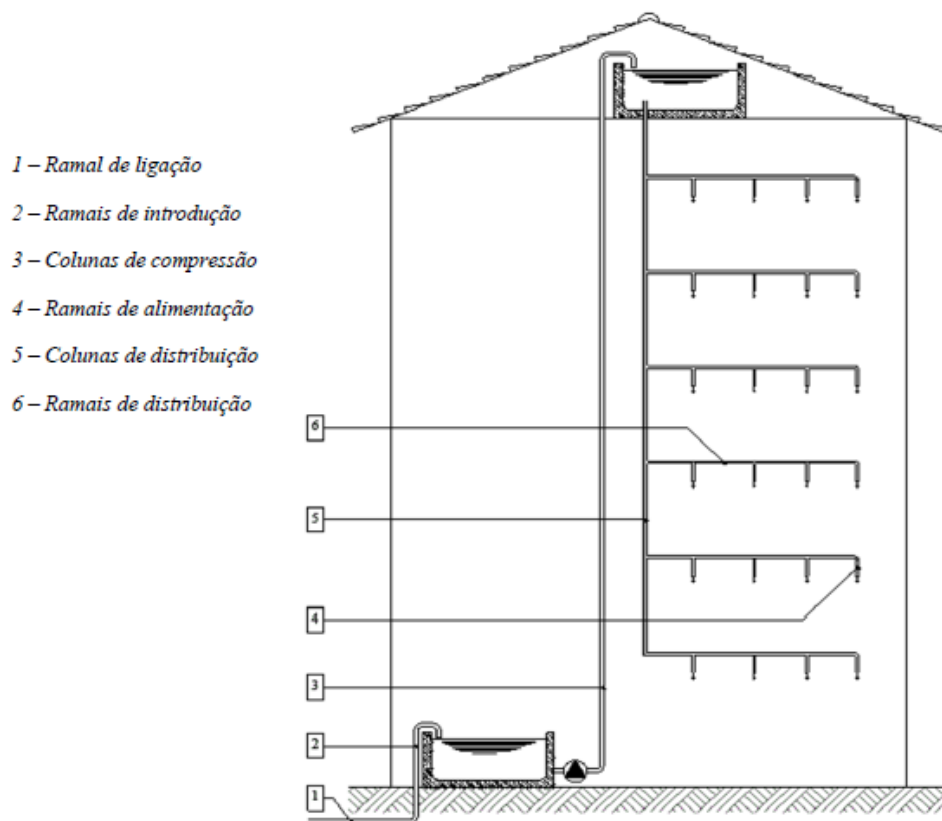 1 – Ramal de ligação
2 – Ramais de introdução
3 – Colunas de compressão
4 – Ramais de alimentação
5 – Colunas de distribuição
6 – Ramais de distribuição
6
5
4
3
2
1